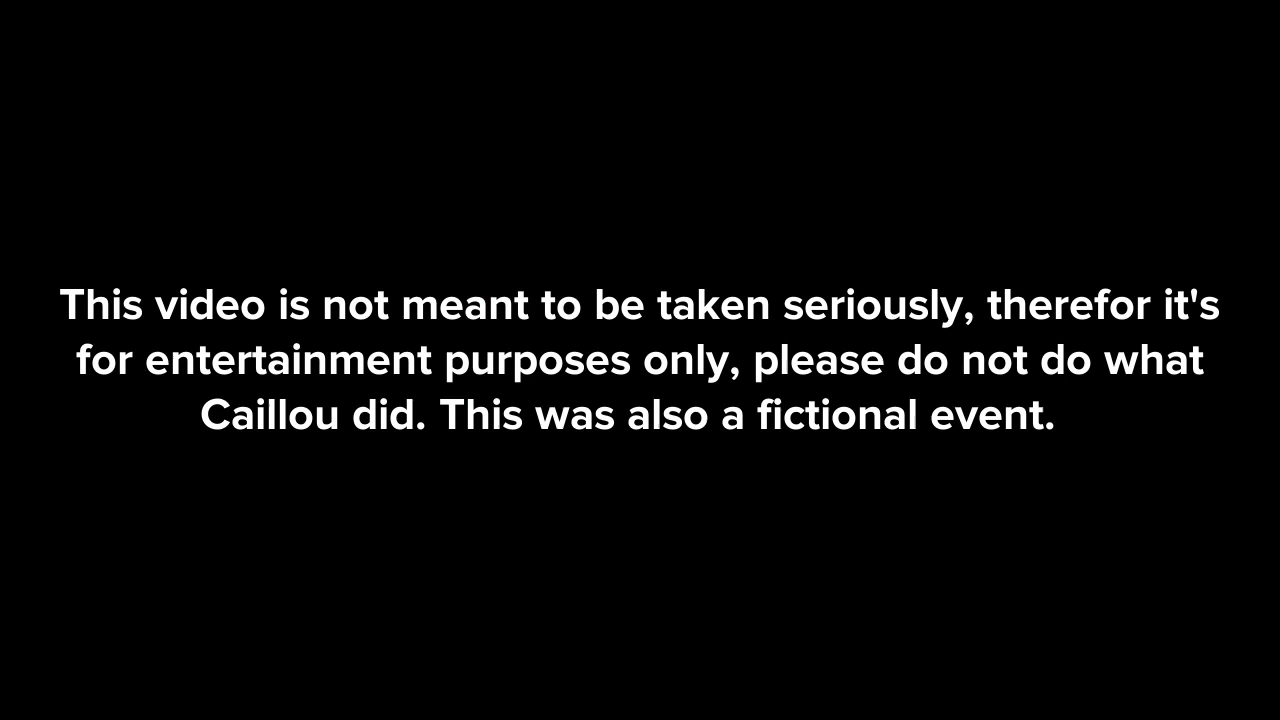 This video is not meant to be taken seriously, therefor it's
for entertainment purposes only, please do not do what
Caillou did. This was also a fictional event.